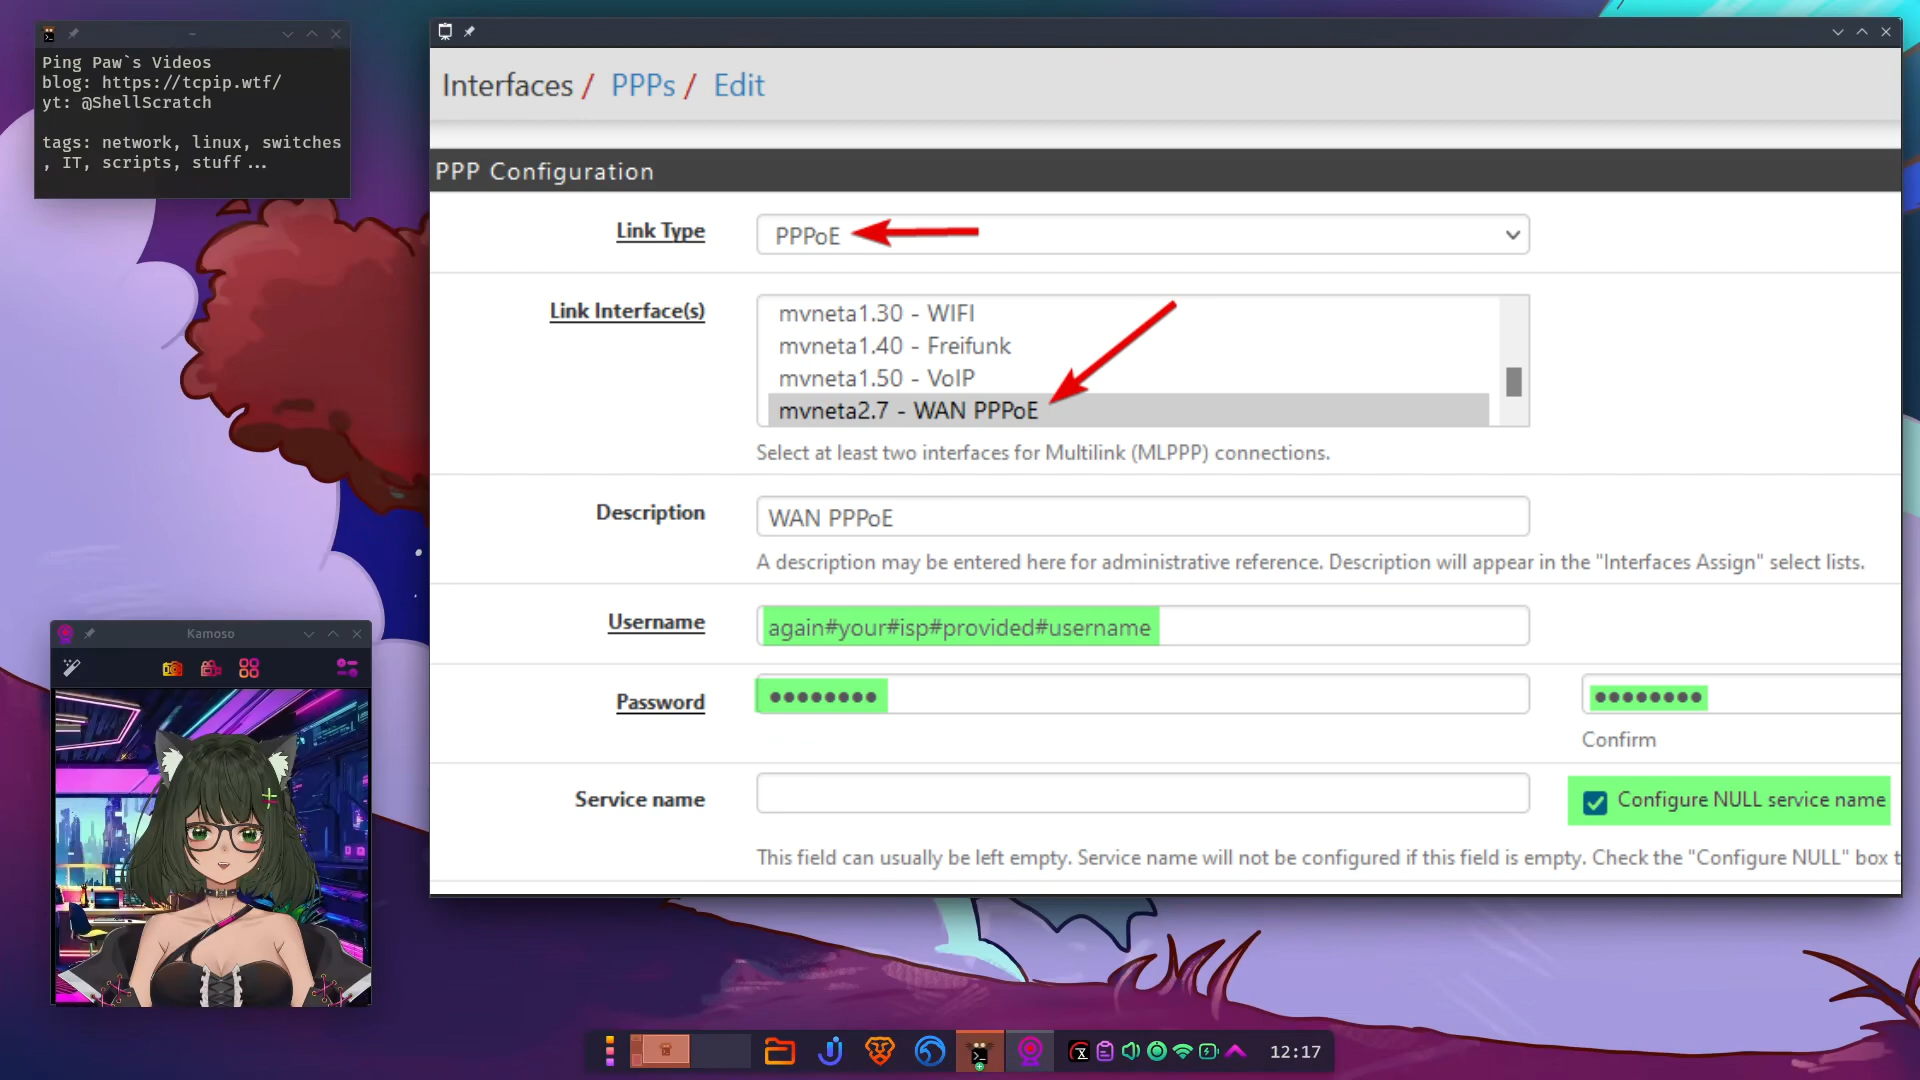 Ping Paw`s Videos
blog: https://tcpip.wtf/
yt: @ShellScratch
tags: network, linux, switches
, IT, scripts, stuff...
Interfaces / PPPs / Edit
PPP Configuration
Link Type
PPPoE
Link Interface(s)
mvneta1.30 - WIFI
mvneta1.40 - Freifunk
mvneta1.50 - VoIP
mvneta2.7 - WAN PPPoE
Select at least two interfaces for Multilink (MLPPP) connections.
Description
WAN PPPoE
A description may be entered here for administrative reference. Description will appear in the "Interfaces Assign" select lists.
Username
again#your#isp#provided#username
Password
Confirm
Service name
Configure NULL service name
This field can usually be left empty. Service name will not be configured if this field is empty. Check the "Configure NULL" box t
Kamoso
12:17